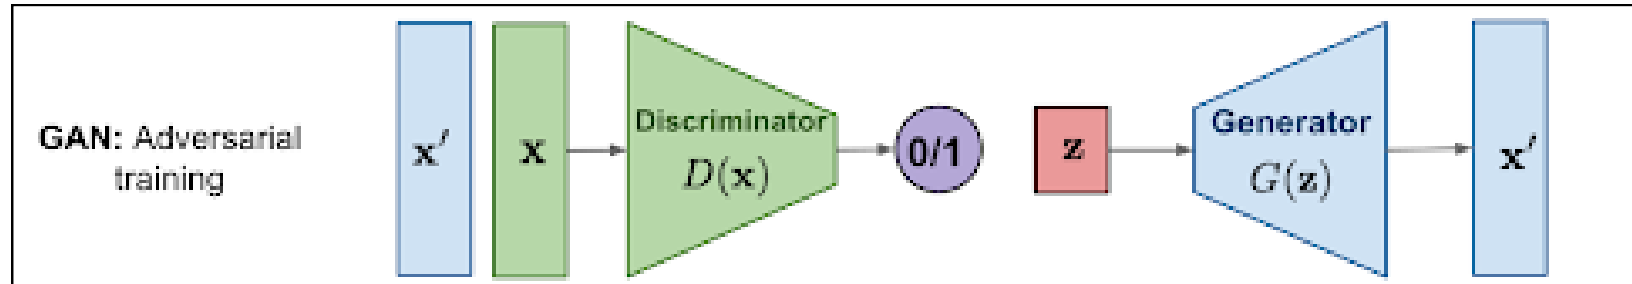 GAN: Adversarial
training
x′
x
Discriminator
D(x)
0/1
z
Generator
G(z)
x′